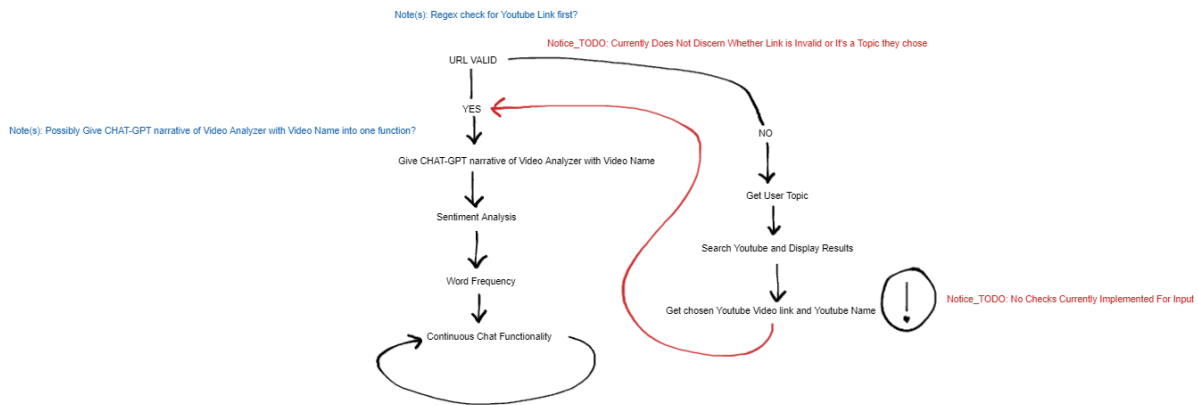 Note(s): Regex check for Youtube Link first?
Notice_TODO: Currently Does Not Discern Whether Link is Invalid or It's a Topic they chose
URL VALID
YES
Note(s): Possibly Give CHAT-GPT narrative of Video Analyzer with Video Name into one function?
NO
Give CHAT-GPT narrative of Video Analyzer with Video Name
Get User Topic
Sentiment Analysis
Search Youtube and Display Results
Word Frequency
Get chosen Youtube Video link and Youtube Name
!
Notice_TODO: No Checks Currently Implemented For Input
Continuous Chat Functionality